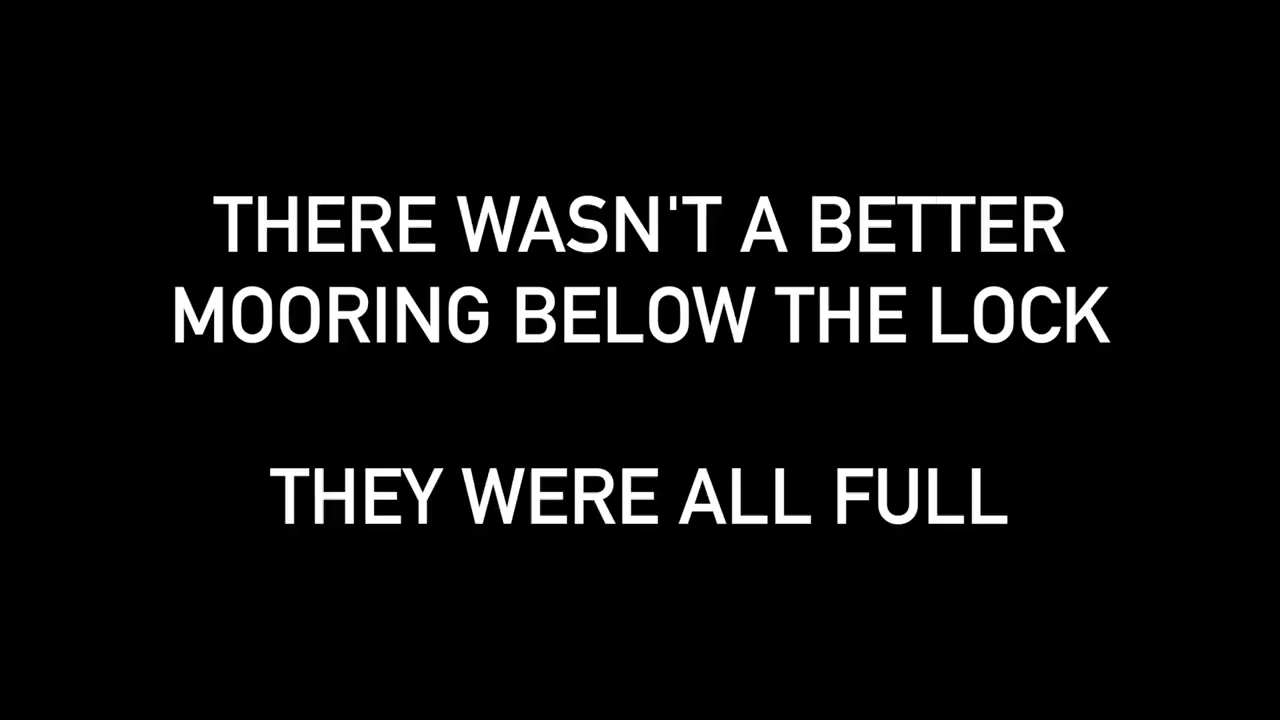 THERE WASN'T A BETTER
MOORING BELOW THE LOCK
THEY WERE ALL FULL